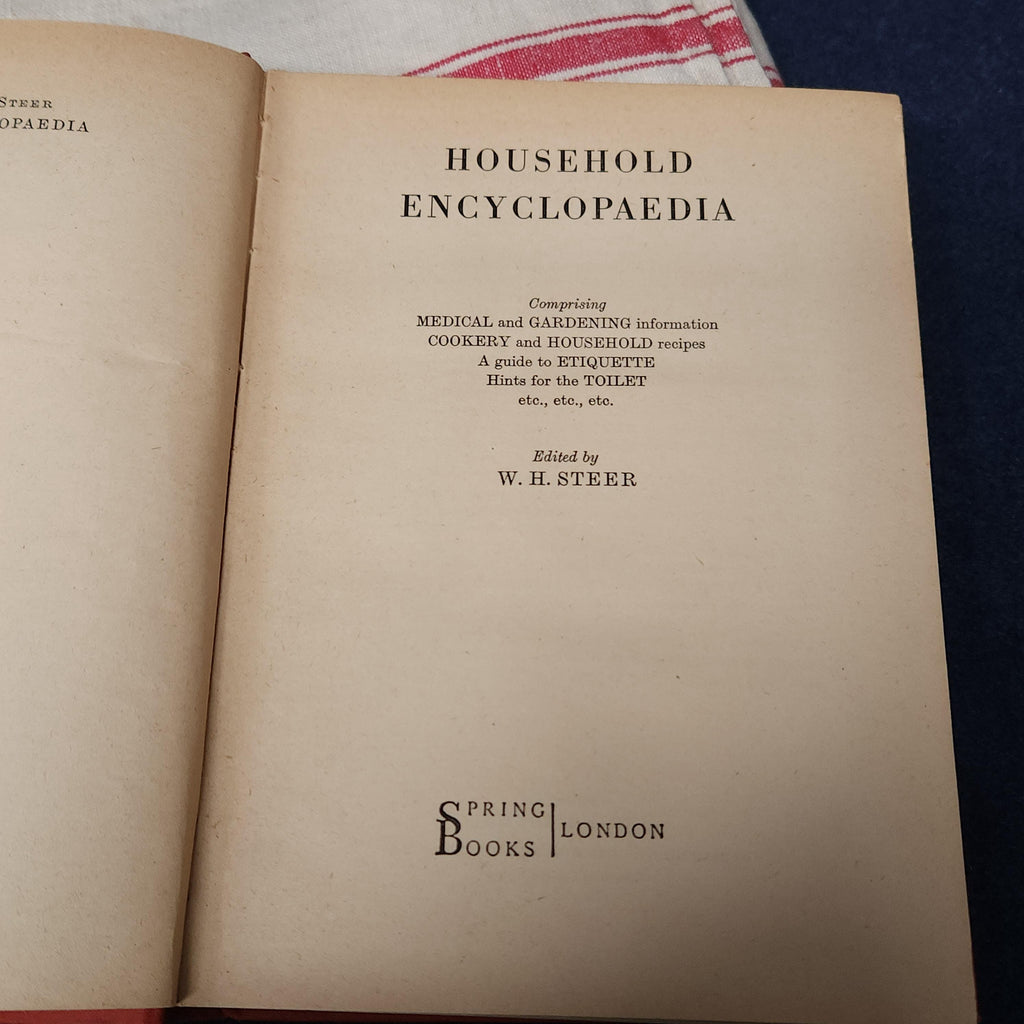 STEER
OPAEDIA
HOUSEHOLD
ENCYCLOPAEDIA
Comprising
MEDICAL and GARDENING information
COOKERY and HOUSEHOLD recipes
A guide to ETIQUETTE
Hints for the TOILET
etc., etc., etc.
Edited by
W. H. STEER
SPRING
BOOKS
LONDON